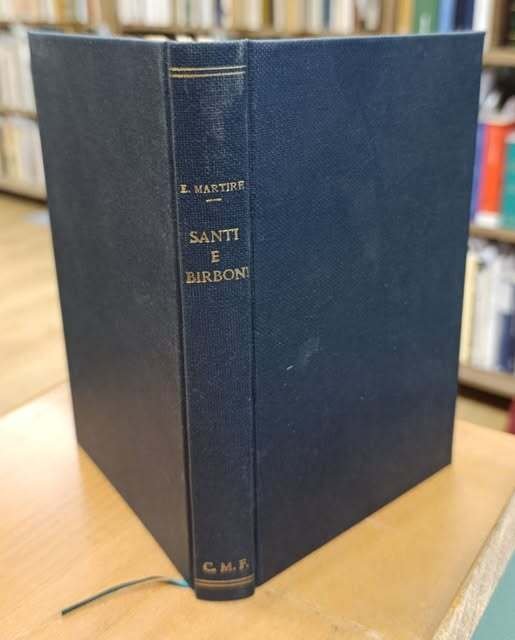 E. MARTIRE
SANTI
E
BIRBONI
C. M. F.